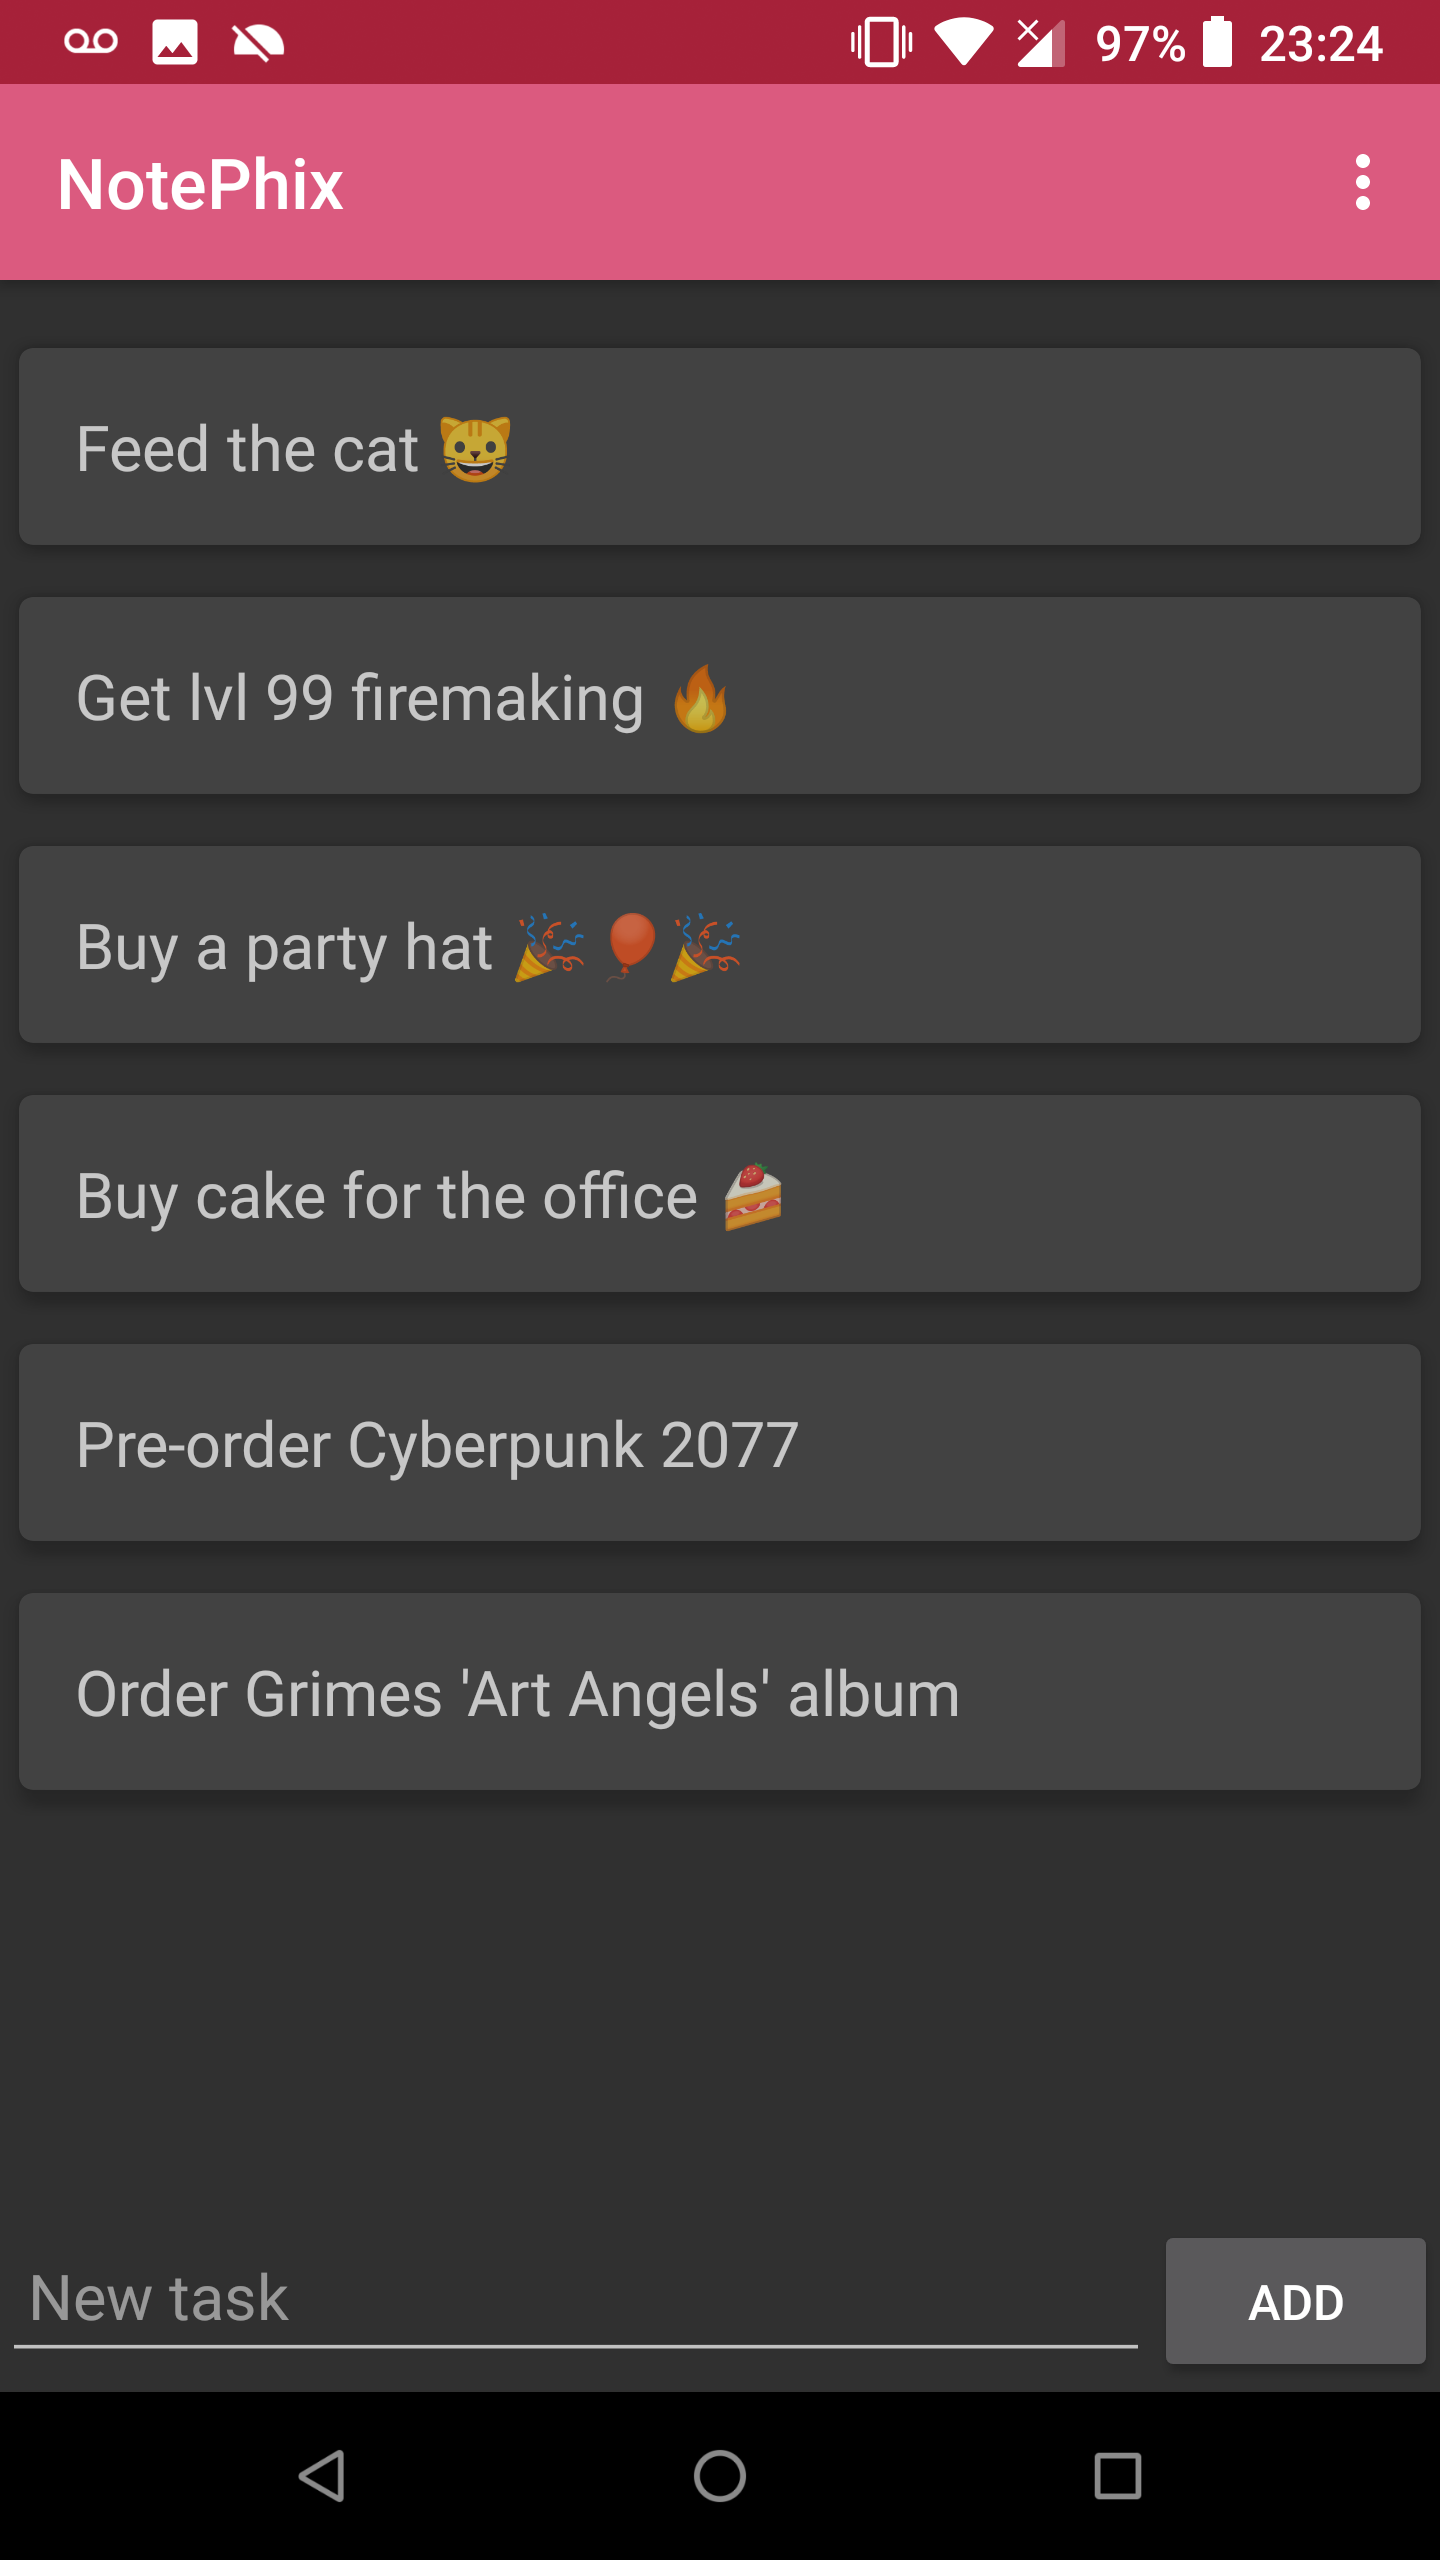 97% 23:24
NotePhix
Feed the cat 😺
Get lvl 99 firemaking 🔥
Buy a party hat 🎉🎈🎉
Buy cake for the office 🍰
Pre-order Cyberpunk 2077
Order Grimes 'Art Angels' album
New task
ADD